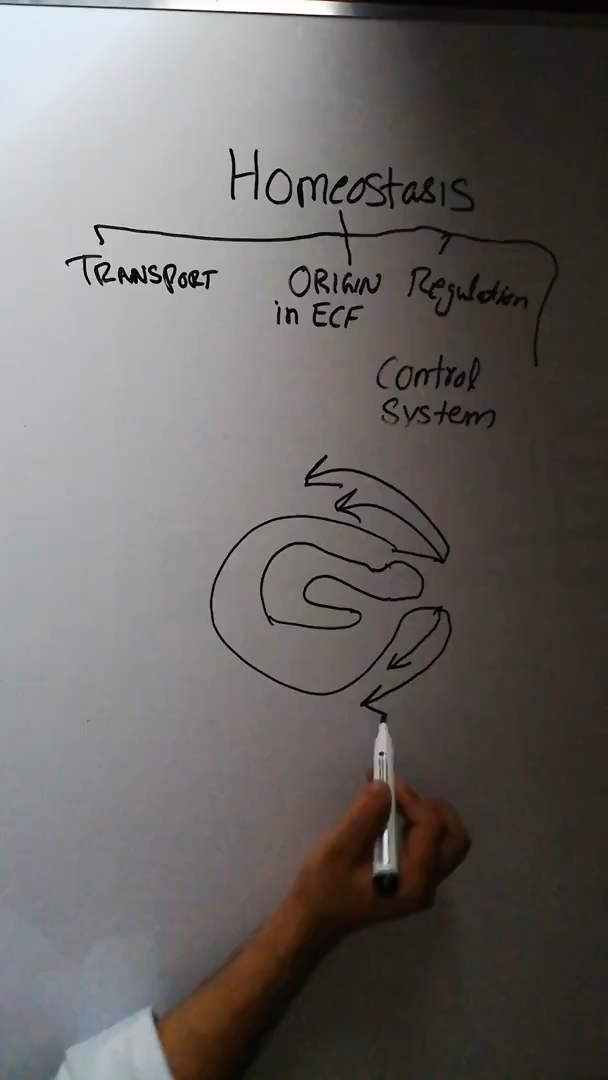 Homeostasis
TRANSPORT
ORIGIN
in ECF
Regulation
Control
System